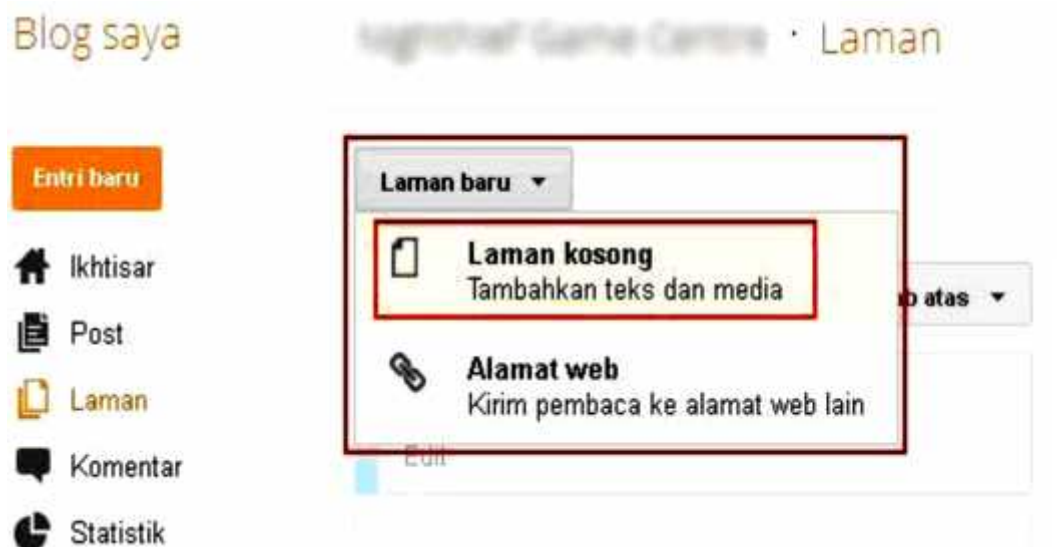 Blog saya
· Laman
Entri baru
Ikhtisar
Post
Laman
Komentar
Statistik
Laman baru
Laman kosong
Tambahkan teks dan media
atas
Alamat web
Kirim pembaca ke alamat web lain
Edit